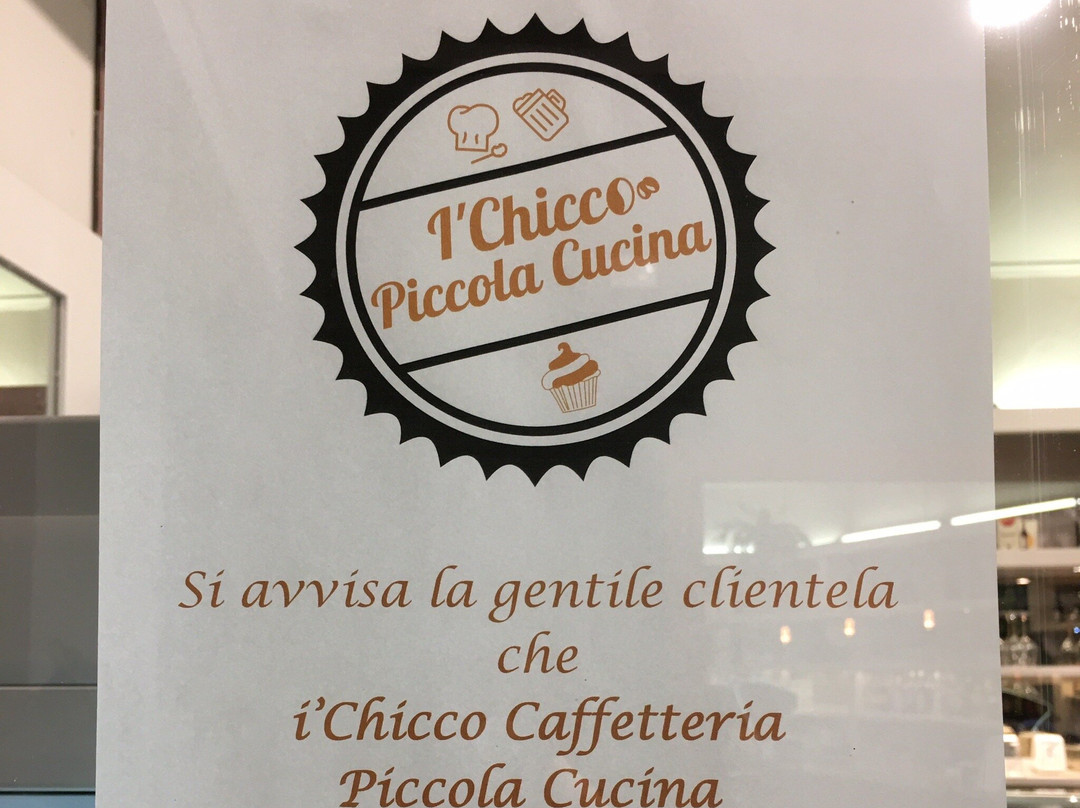 I'Chicco
Piccola Cucina
Si avvisa la gentile clientela
che
i'Chicco Caffetteria
Piccola Cucina